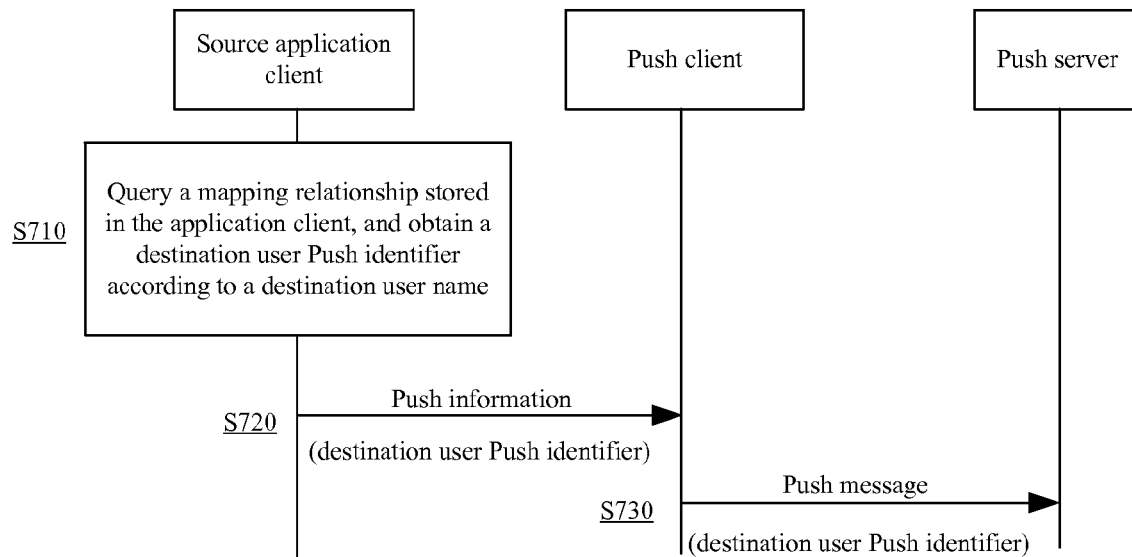 Source application
client
Push client
Push server
S710
Query a mapping relationship stored
in the application client, and obtain a
destination user Push identifier
according to a destination user name
S720
Push information
(destination user Push identifier)
S730
Push message
(destination user Push identifier)